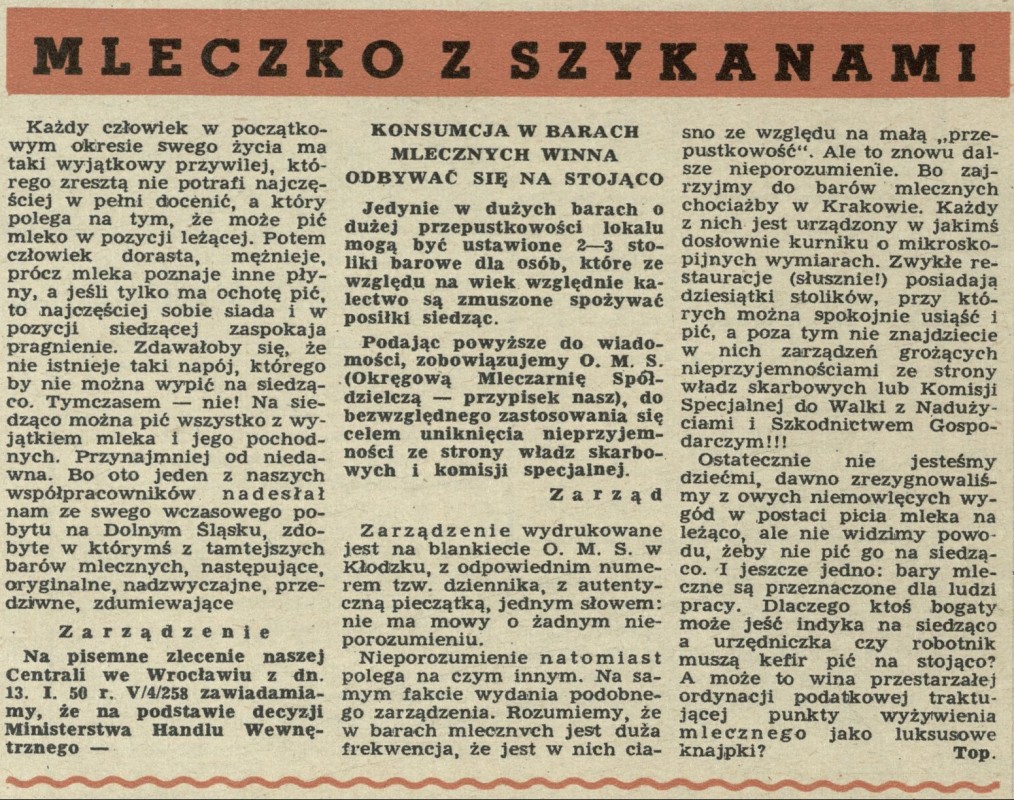 MLECZKO Z SZYKANAMI
Każdy człowiek w początko-
wym okresie swego życia ma
taki wyjątkowy przywilej, któ-
rego zresztą nie potrafi najczę-
ściej w pełni docenić, a który
polega na tym, że może pić
mleko w pozycji leżącej. Potem
człowiek dorasta, mężnieje,
prócz mleka poznaje inne pły-
ny, a jeśli tylko ma ochotę pić,
to najczęściej sobie siada i w
pozycji siedzącej zaspokaja
pragnienie. Zdawałoby się, że
nie istnieje taki napój, którego
by nie można wypić na siedzą-
co. Tymczasem — nie! Na sie-
dząco można pić wszystko z wy-
jątkiem mleka i jego pochod-
nych. Przynajmniej od nieda-
wna. Bo oto jeden z naszych
współpracowników nadesłał
nam ze swego wczasowego po-
bytu na Dolnym Śląsku, zdo-
byte w którymś z tamtejszych
barów mlecznych, następujące,
oryginalne, nadzwyczajne, prze-
dziwne, zdumiewające
Zarządzenie
Na pisemne zlecenie naszej
Centrali we Wrocławiu z dn.
13. I. 50 r. V/4/258 zawiadamia-
my, że na podstawie decyzji
Ministerstwa Handlu Wewnę-
trznego —
KONSUMCJA W BARACH
MLECZNYCH WINNA
ODBYWAĆ SIĘ NA STOJĄCO
Jedynie w dużych barach o
dużej przepustkowości lokalu
mogą być ustawione 2—3 sto-
liki barowe dla osób, które ze
względu na wiek względnie ka-
lectwo są zmuszone spożywać
posiłki siedząc.
Podając powyższe do wiado-
mości, zobowiązujemy O. M. S.
(Okręgową Mleczarnię Spół-
dzielczą — przypisek nasz), do
bezwzględnego zastosowania się
celem uniknięcia nieprzyjem-
ności ze strony władz skarbo-
wych i komisji specjalnej.
Zarząd
Zarządzenie wydrukowane
jest na blankiecie O. M. S. w
Kłodzku, z odpowiednim nume-
rem tzw. dziennika, z autenty-
czną pieczątką, jednym słowem:
nie ma mowy o żadnym nie-
porozumieniu.
Nieporozumienie natomiast
polega na czym innym. Na sa-
mym fakcie wydania podobne-
go zarządzenia. Rozumiemy, że
w barach mlecznych jest duża
frekwencja, że jest w nich cia-
sno ze względu na małą „prze-
pustkowość“. Ale to znowu dal-
sze nieporozumienie. Bo zaj-
rzyjmy do barów mlecznych
chociażby w Krakowie. Każdy
z nich jest urządzony w jakimś
dosłownie kurniku o mikrosko-
pijnych wymiarach. Zwykłe re-
stauracje (słusznie!) posiadają
dziesiątki stolików, przy któ-
rych można spokojnie usiąść i
pić, a poza tym nie znajdziecie
w nich zarządzeń grożących
nieprzyjemnościami ze strony
władz skarbowych lub Komisji
Specjalnej do Walki z Naduży-
ciami i Szkodnictwem Gospo-
darczym!!!
Ostatecznie nie jesteśmy
dziećmi, dawno zrezygnowaliś-
my z owych niemowlęcych wy-
gód w postaci picia mleka na
leżąco, ale nie widzimy powo-
du, żeby nie pić go na siedzą-
co. I jeszcze jedno: bary mle-
czne są przeznaczone dla ludzi
pracy. Dlaczego ktoś bogaty
może jeść indyka na siedząco
a urzędniczka czy robotnik
muszą kefir pić na stojąco?
A może to wina przestarzałej
ordynacji podatkowej traktu-
jącej punkty wyżywienia
mlecznego jako luksusowe
knajpki? Top.